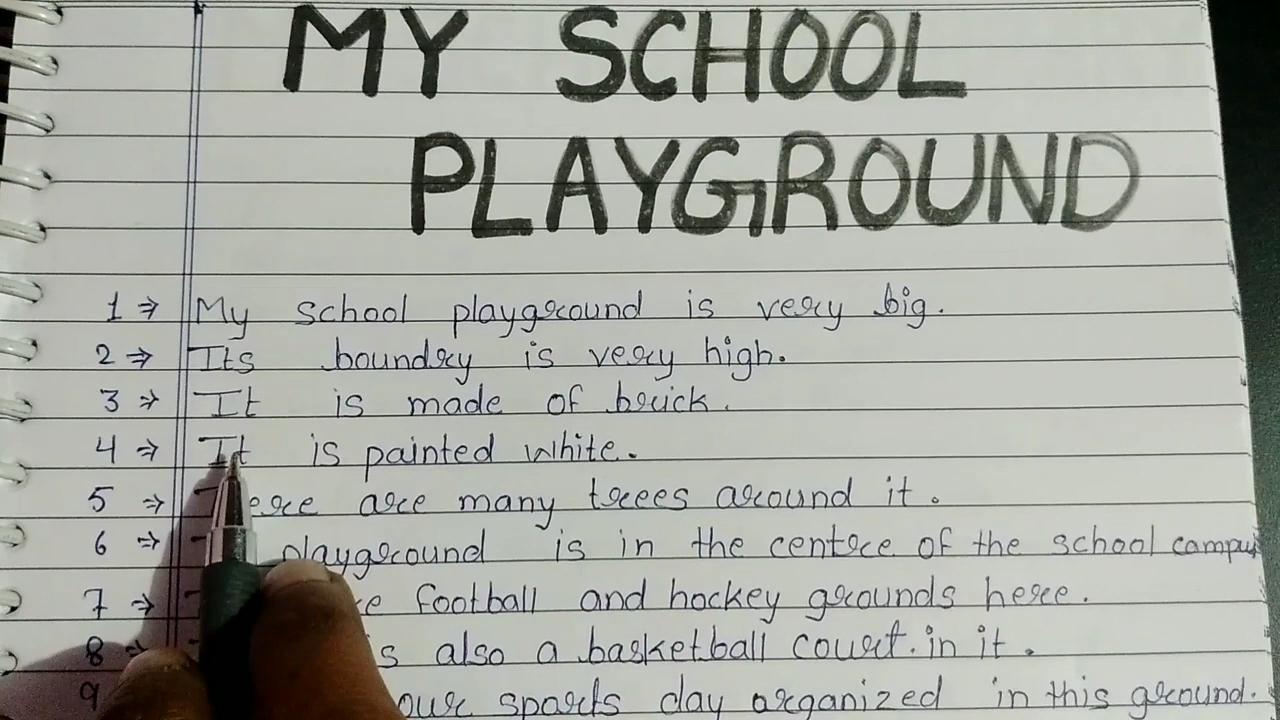 MY SCHOOL
PLAYGROUND
1 ⇒ My school playground is very big.
2 ⇒ Its boundry is very high.
3 ⇒ It is made of brick.
4 ⇒ It is painted white.
5 ⇒ are many trees around it.
6 ⇒ playground is in the centre of the school campus
7 ⇒ football and hockey grounds here.
8 ⇒ also a basketball court. in it.
9 our sports day organized in this ground.